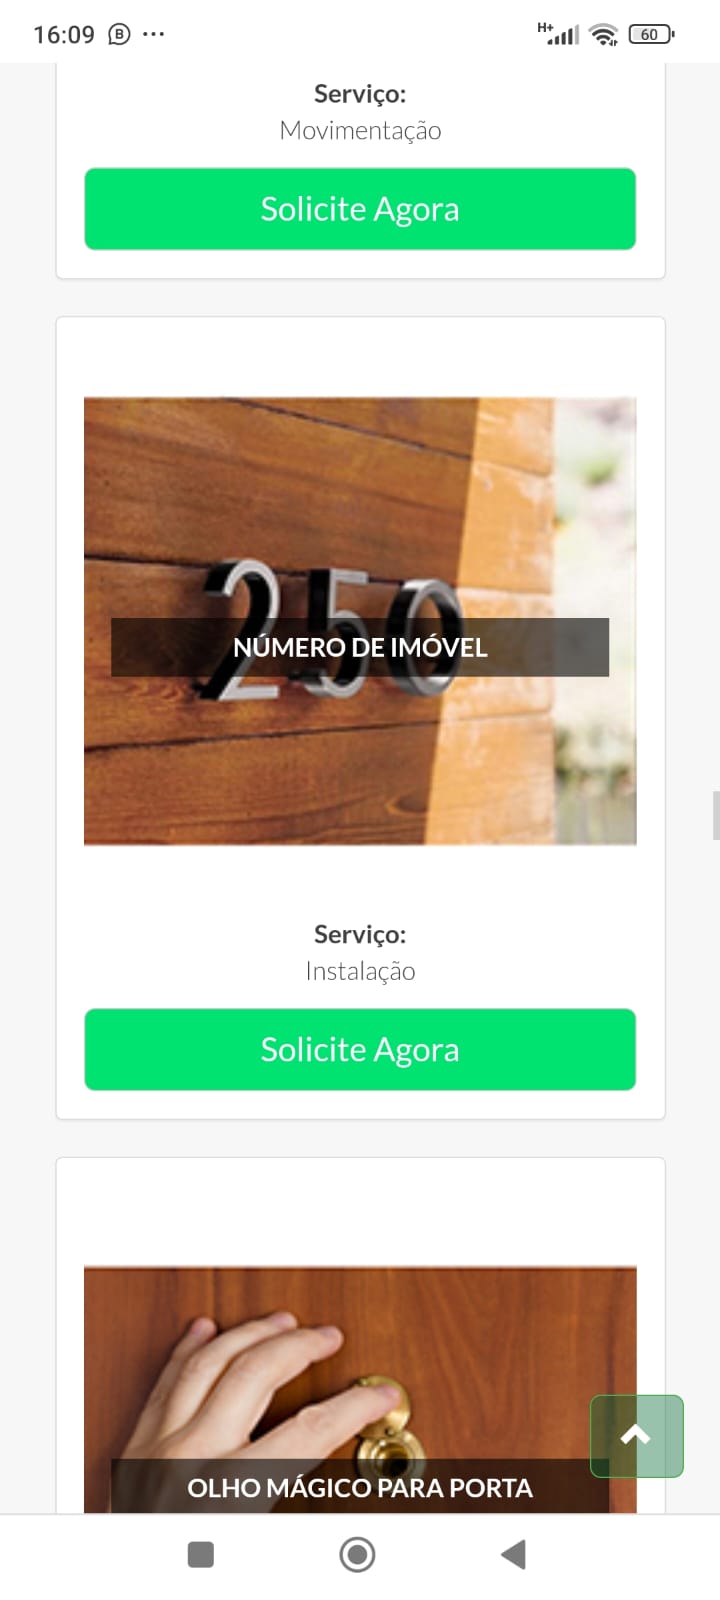 16:09
H+
60
Serviço:
Movimentação
Solicite Agora
250
NÚMERO DE IMÓVEL
Serviço:
Instalação
Solicite Agora
OLHO MÁGICO PARA PORTA